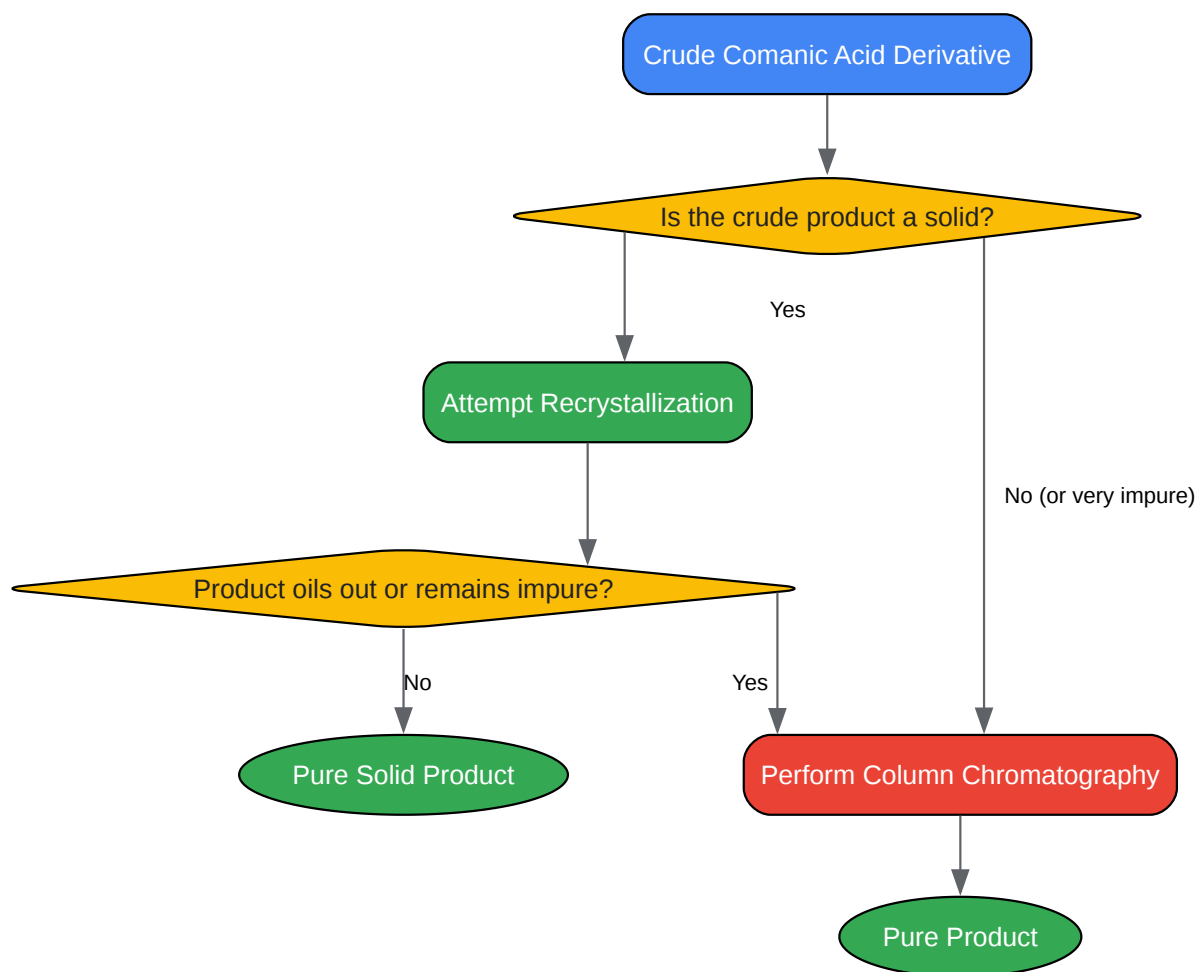 Crude Comanic Acid Derivative
Is the crude product a solid?
Yes
Attempt Recrystallization
No (or very impure)
Product oils out or remains impure?
No
Yes
Pure Solid Product
Perform Column Chromatography
Pure Product